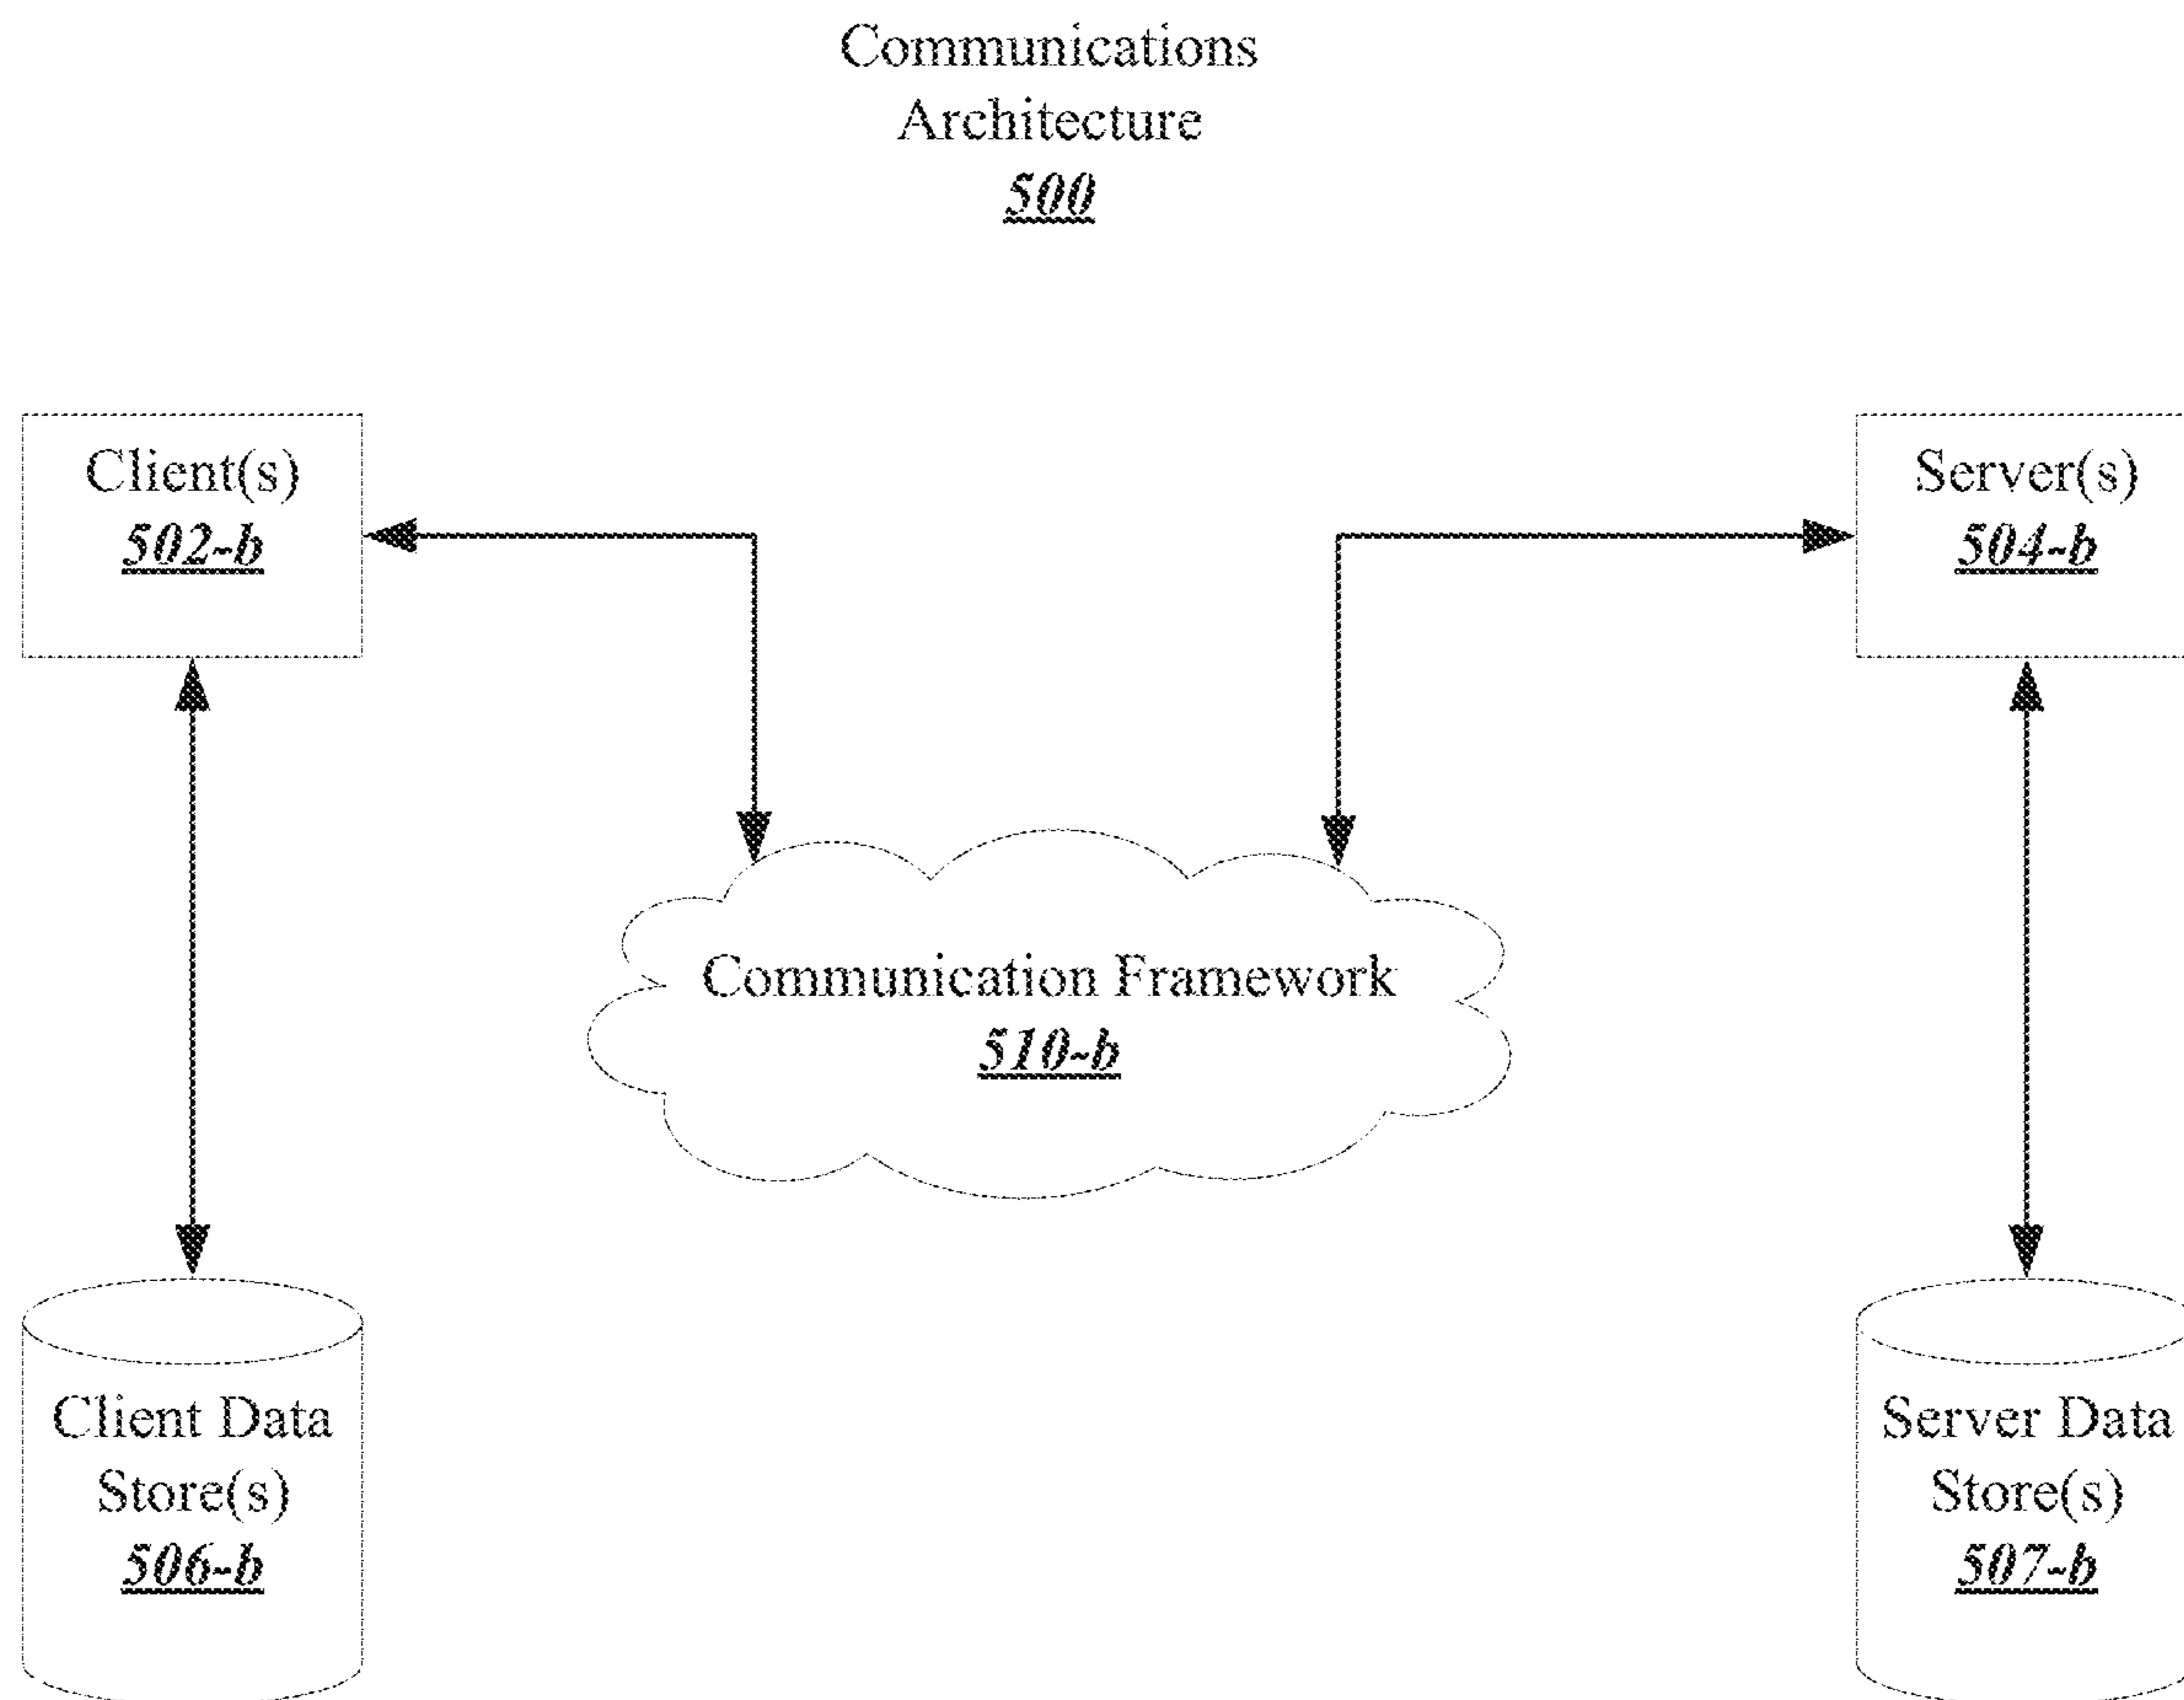 Communications
Architecture
500
Client(s)
502-b
Server(s)
504-b
Communication Framework
510-b
Client Data
Store(s)
506-b
Server Data
Store(s)
507-b